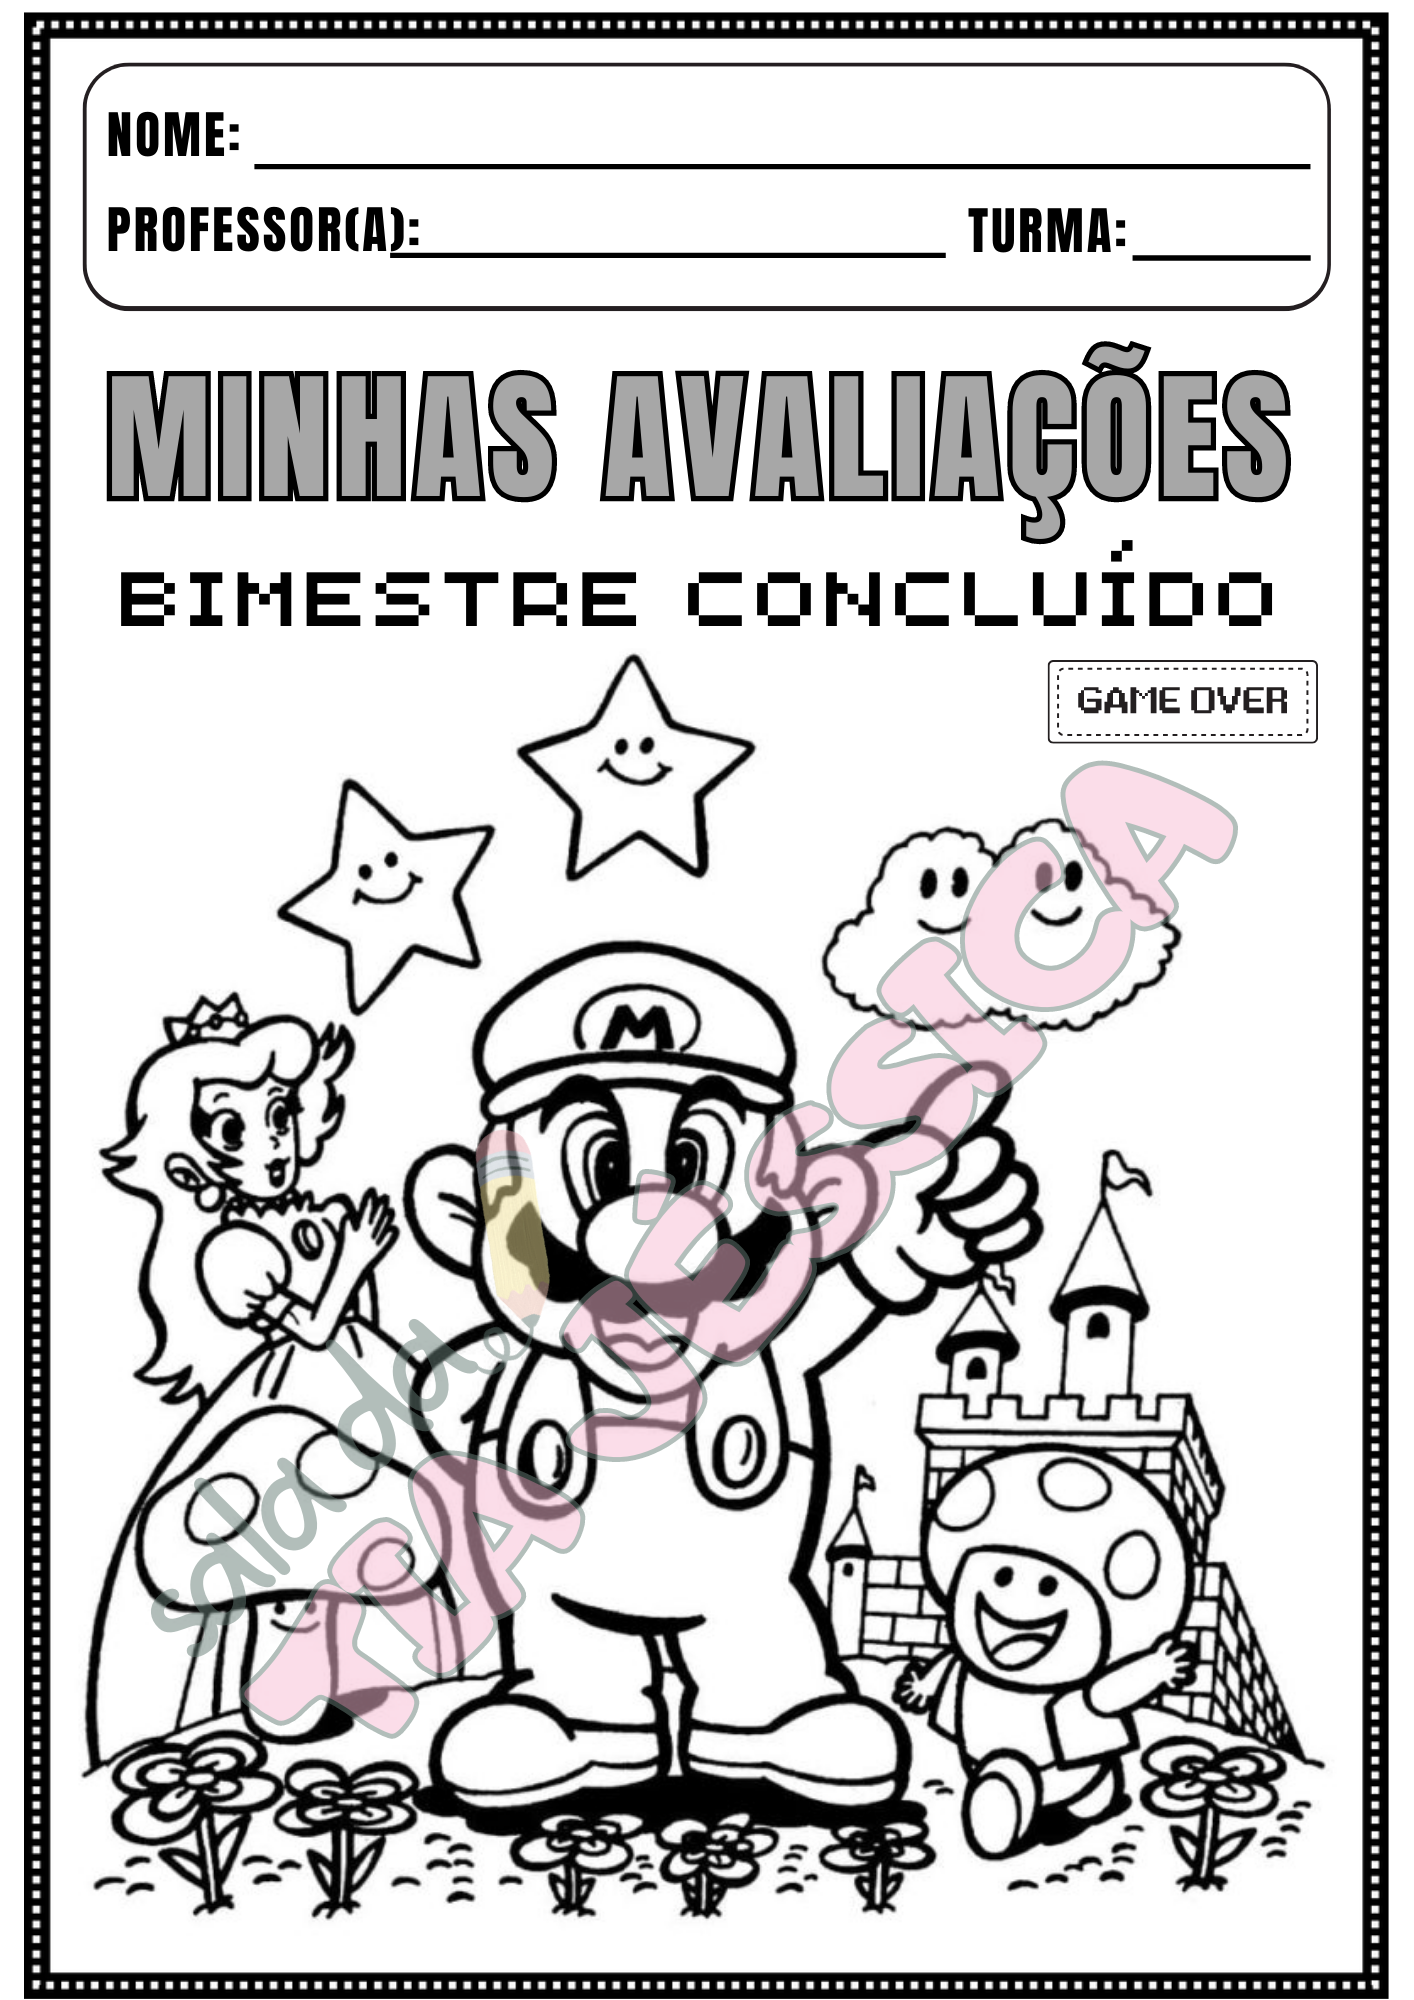 NOME:
PROFESSOR(A): TURMA:
MINHAS AVALIAÇÕES
BIMESTRE CONCLUÍDO
GAME OVER
M
sala da
TIA JÉSSICA